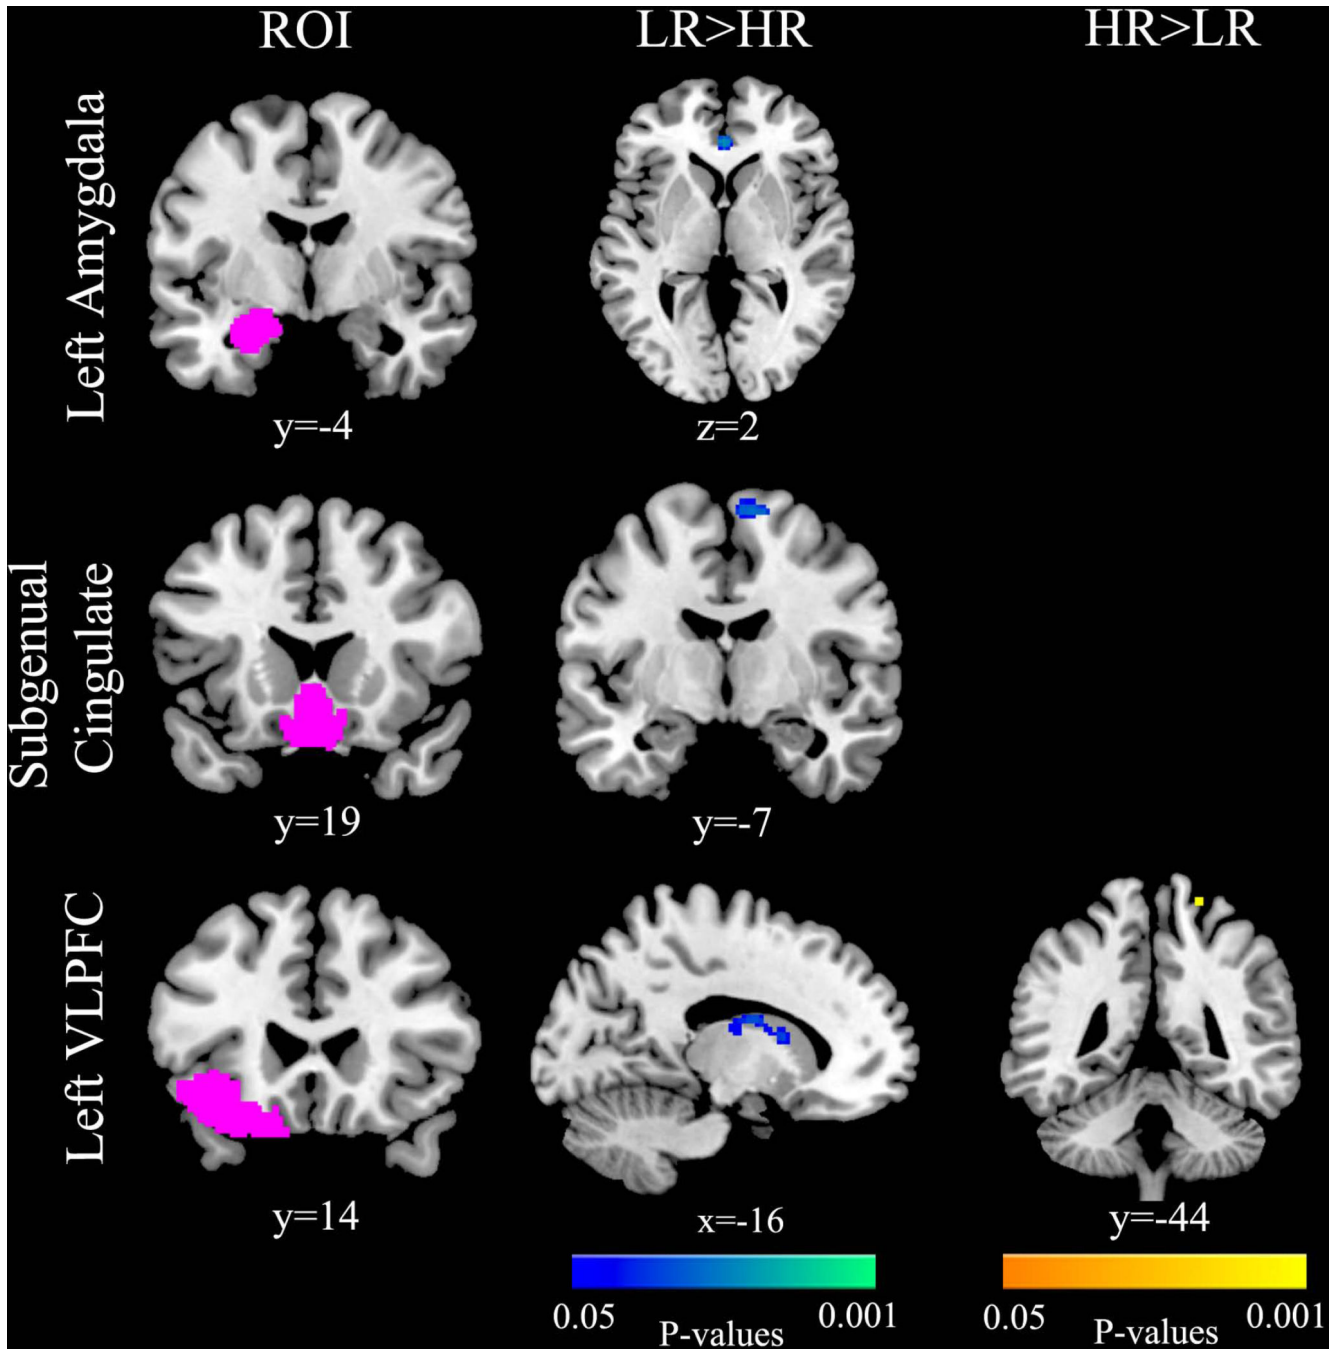 ROI
LR>HR
HR>LR
Left Amygdala
y=-4
z=2
Subgenual
Cingulate
y=19
y=-7
Left VLPFC
y=14
x=-16
y=-44
0.05
0.001
P-values
0.05
0.001
P-values